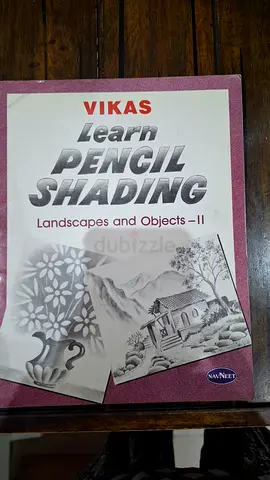 VIKAS
Learn
PENCIL
SHADING
Landscapes and Objects – II
dubizzle
NAVNEET